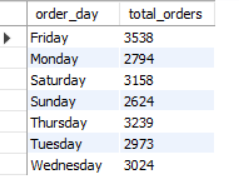 order_day total_orders
Friday 3538
Monday 2794
Saturday 3158
Sunday 2624
Thursday 3239
Tuesday 2973
Wednesday 3024